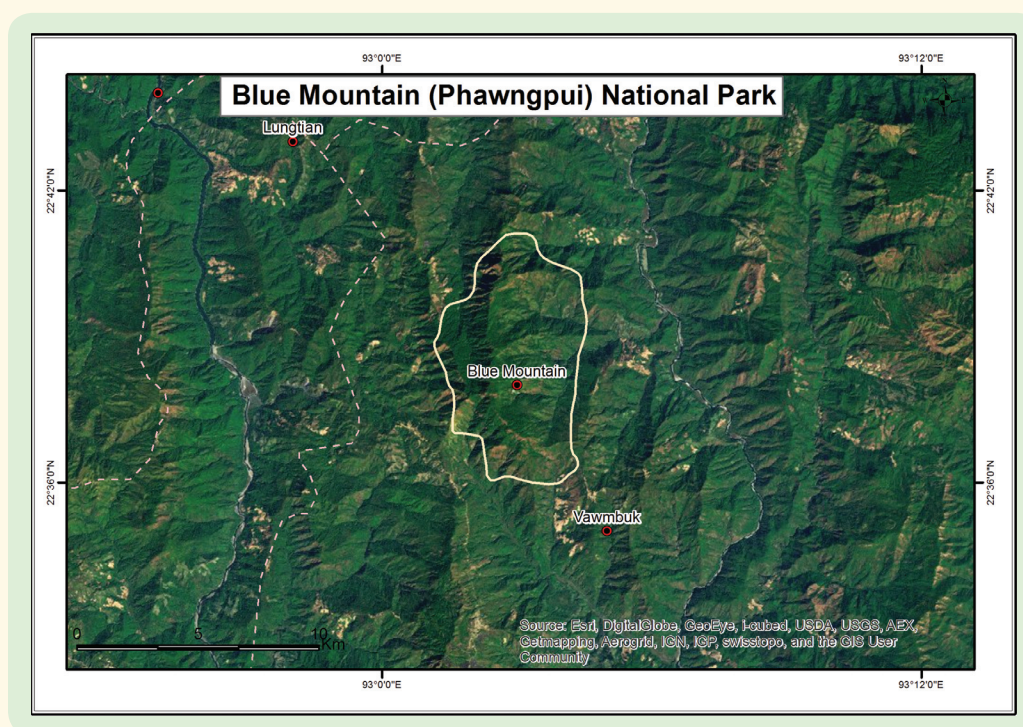 93°0'0"E
93°12'0"E
Blue Mountain (Phawngpui) National Park
Lungtian
22°42'0"N
22°42'0"N
Blue Mountain
22°36'0"N
22°36'0"N
Vawmbuk
0 5 10
Km
Source: Esri, DigitalGlobe, GeoEye, i-cubed, USDA, USGS, AEX,
Getmapping, Aerogrid, IGN, IGP, swisstopo, and the GIS User
Community
93°0'0"E
93°12'0"E